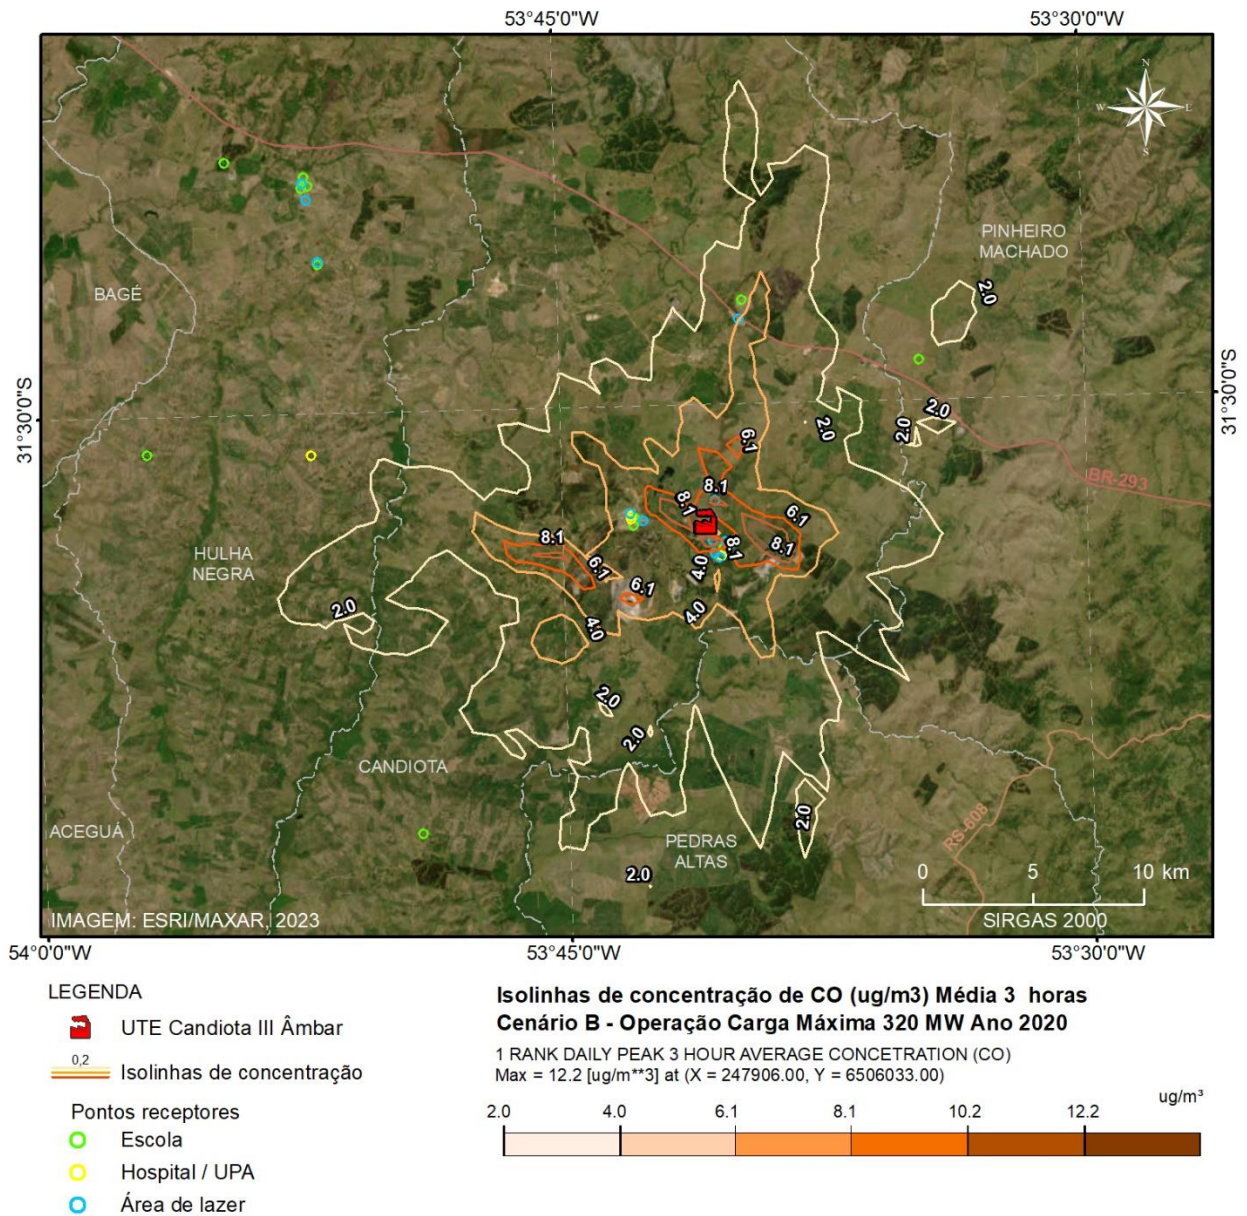 53°45'0"W
53°30'0"W
N
W
E
S
PINHEIRO
MACHADO
2.0
BAGÉ
31°30'0"S
31°30'0"S
2.0
2.0
2.0
6.1
BR-293
8.1
8.1
6.1
8.1
8.1
8.1
HULHA
NEGRA
6.1
4.0
6.1
2.0
4.0
4.0
2.0
2.0
CANDIOTA
2.0
ACEGUÁ
PEDRAS
ALTAS
RS-608
2.0
0 5 10 km
IMAGEM: ESRI/MAXAR, 2023
SIRGAS 2000
54°0'0"W
53°45'0"W
53°30'0"W
LEGENDA
UTE Candiota III Âmbar
0,2
Isolinhas de concentração
Pontos receptores
Escola
Hospital / UPA
Área de lazer
Isolinhas de concentração de CO (ug/m3) Média 3 horas
Cenário B - Operação Carga Máxima 320 MW Ano 2020
1 RANK DAILY PEAK 3 HOUR AVERAGE CONCETRATION (CO)
Max = 12.2 [ug/m**3] at (X = 247906.00, Y = 6506033.00)
ug/m³
2.0 4.0 6.1 8.1 10.2 12.2